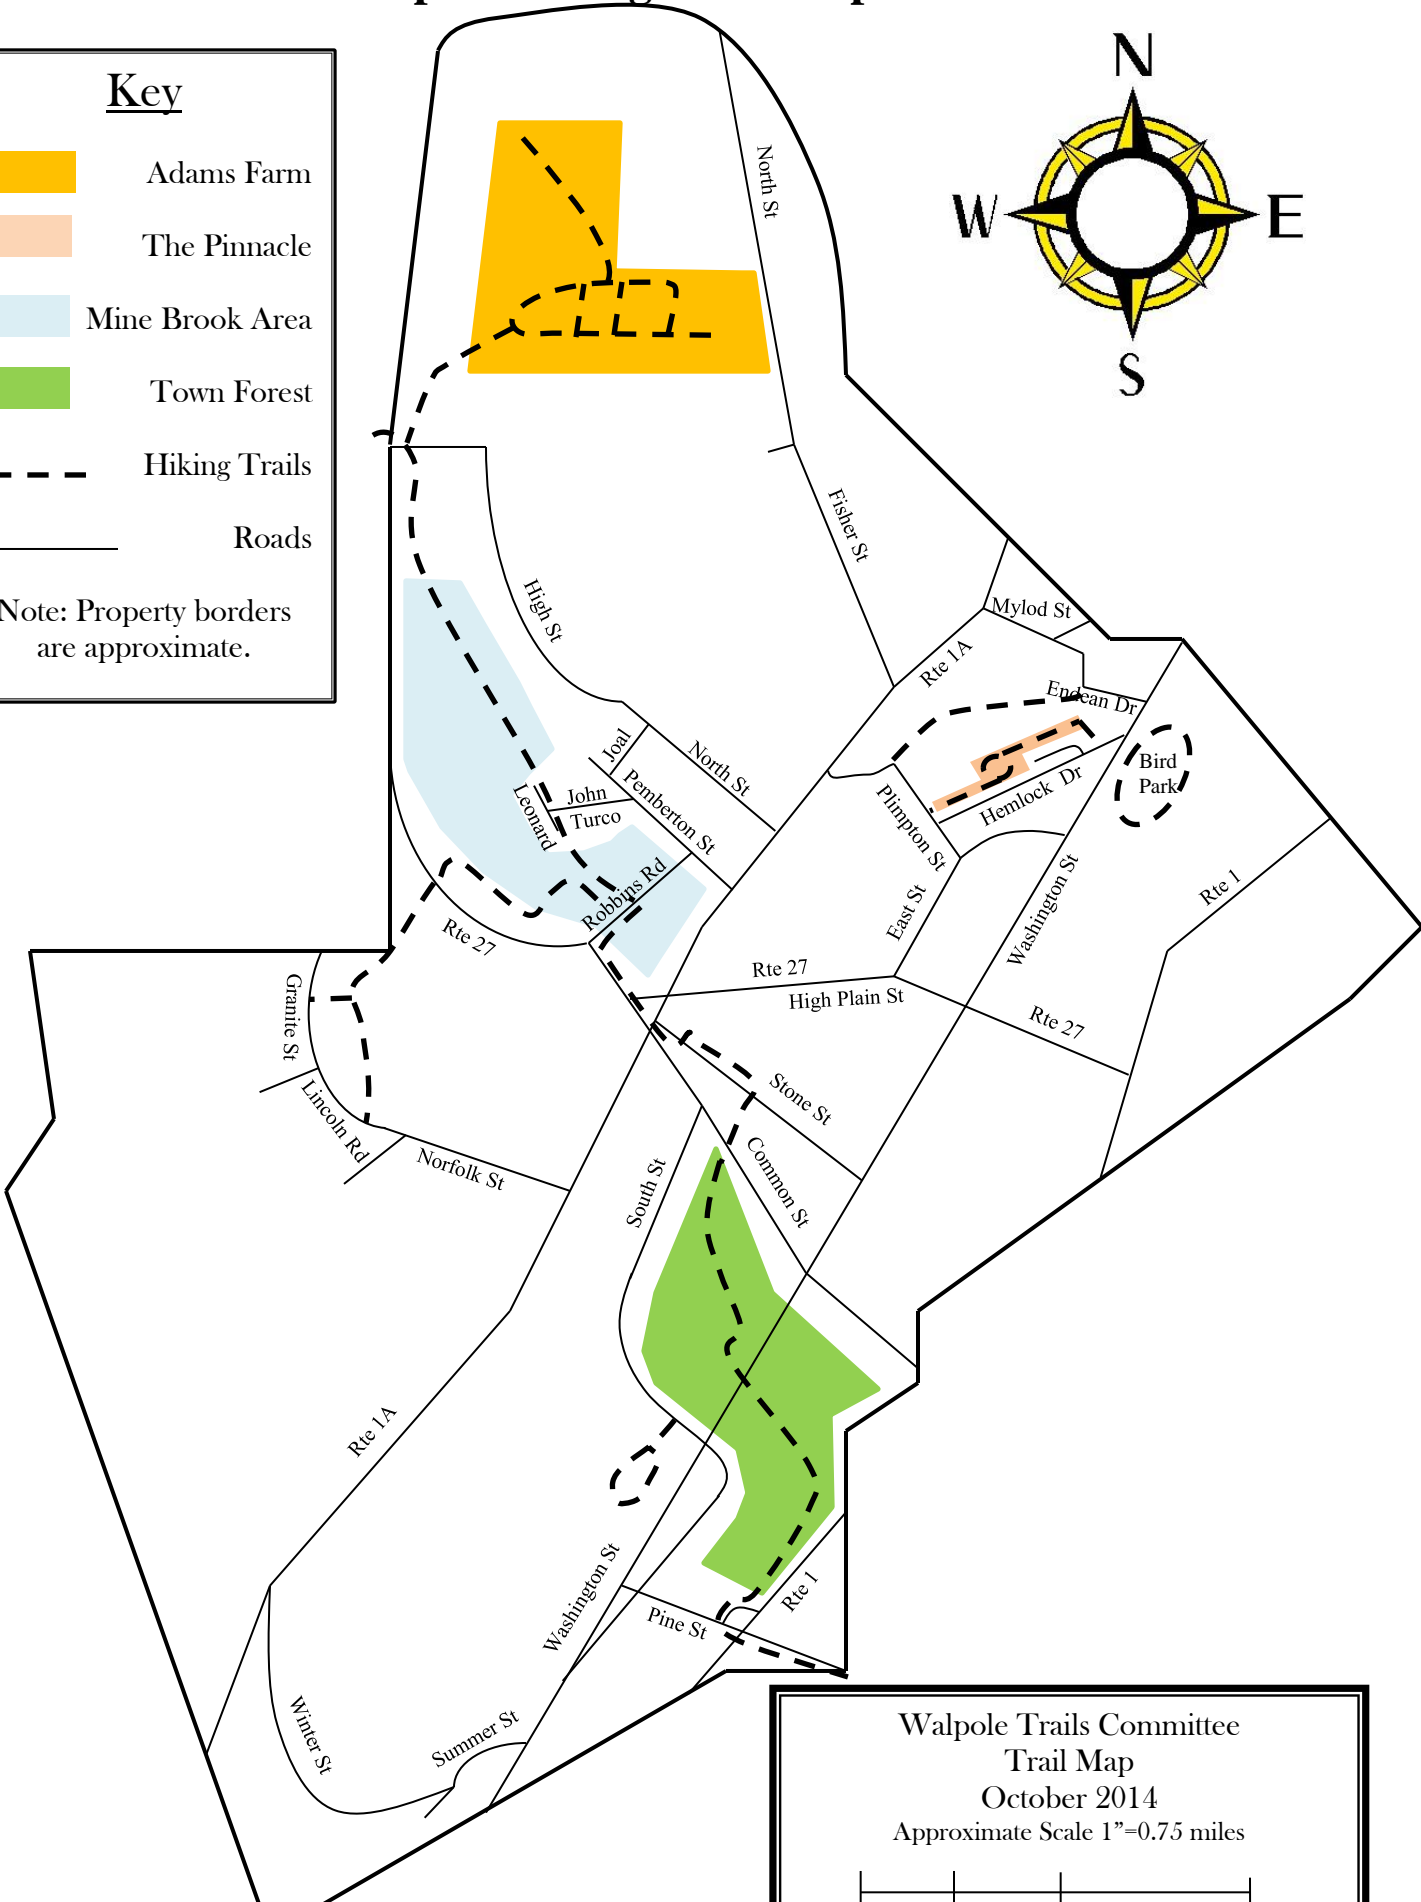 Key
Adams Farm
The Pinnacle
Mine Brook Area
Town Forest
Hiking Trails
Roads
Note: Property borders
are approximate.
N
W
E
S
North St
Fisher St
High St
Mylod St
Rte 1A
Endean Dr
Joal
North St
Bird
Park
Pemberton St
John
Turco
Leonard
Hemlock Dr
Plimpton St
Robbins Rd
East St
Washington St
Rte 1
Rte 27
Rte 27
High Plain St
Rte 27
Granite St
Lincoln Rd
Norfolk St
Stone St
Common St
South St
Rte 1A
Washington St
Pine St
Rte 1
Winter St
Summer St
Walpole Trails Committee
Trail Map
October 2014
Approximate Scale 1”=0.75 miles